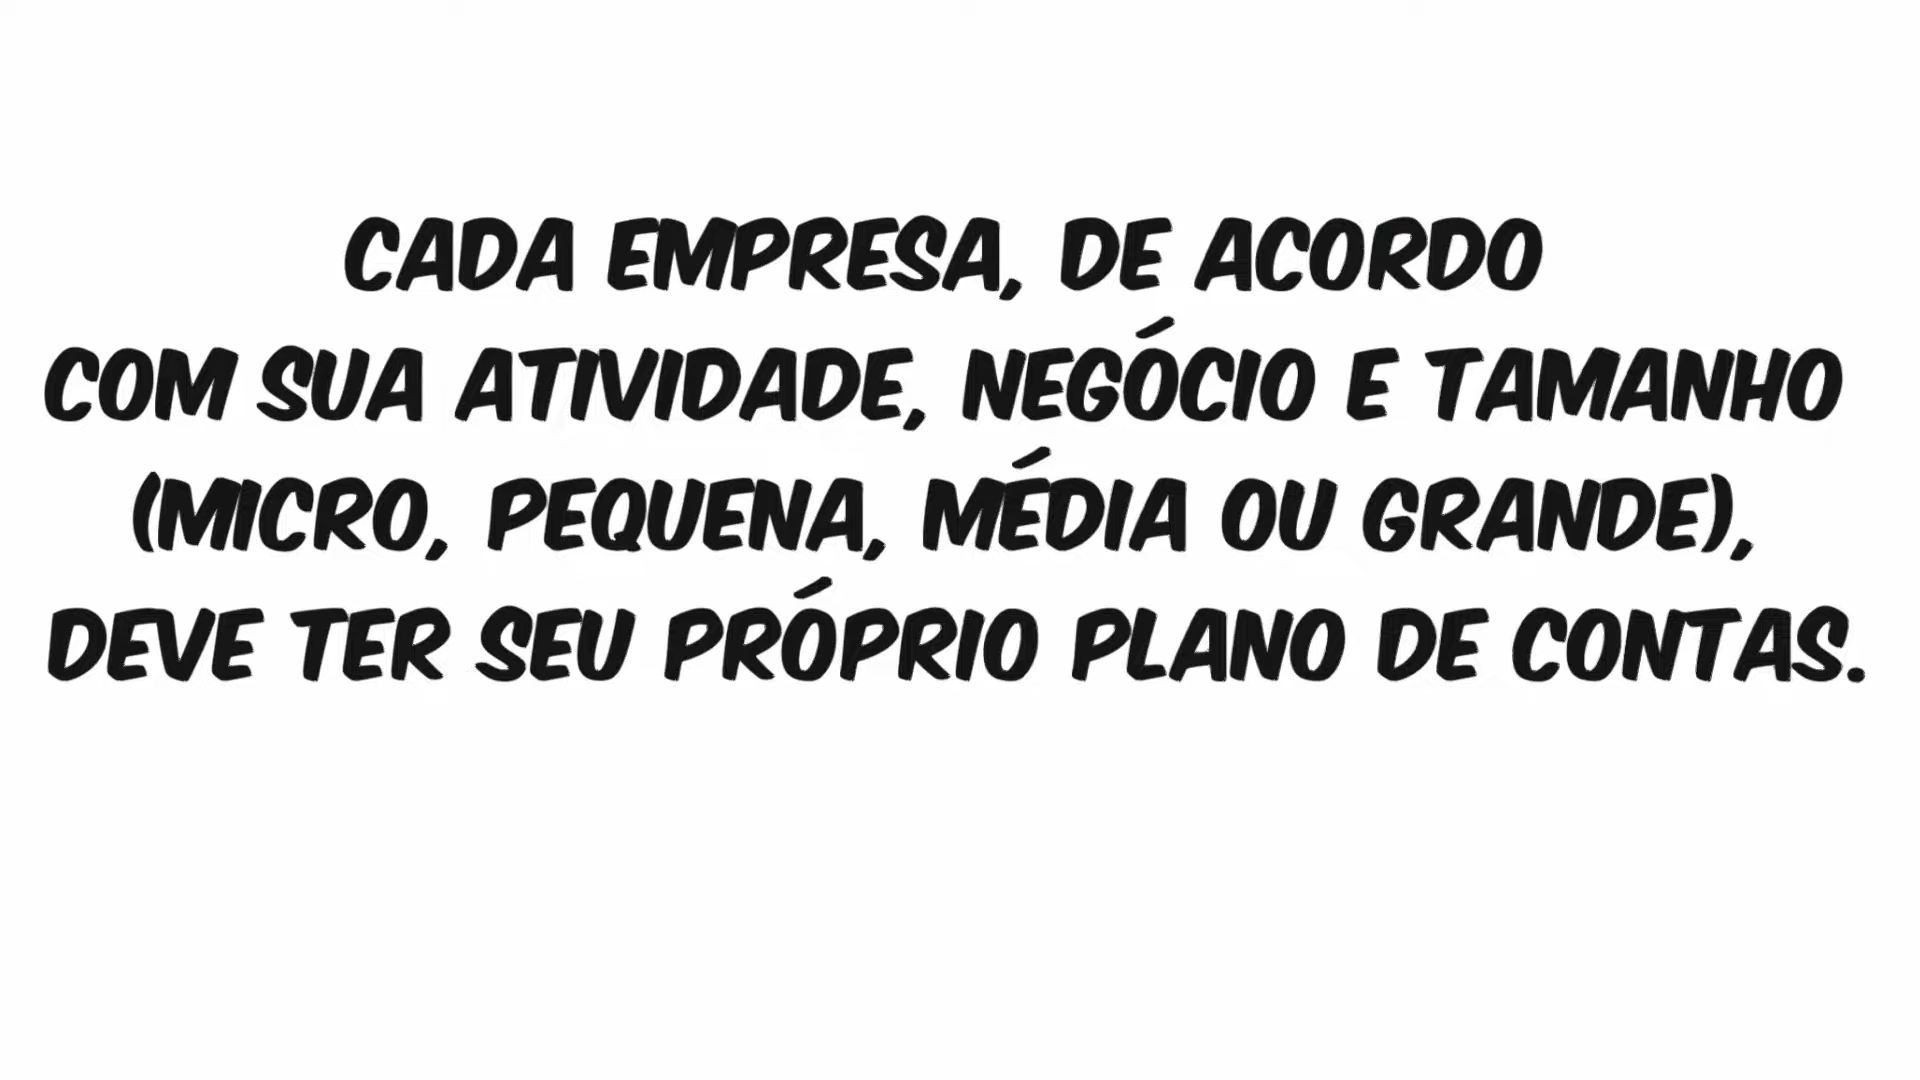 CADA EMPRESA, DE ACORDO
COM SUA ATIVIDADE, NEGÓCIO E TAMANHO
(MICRO, PEQUENA, MÉDIA OU GRANDE),
DEVE TER SEU PRÓPRIO PLANO DE CONTAS.